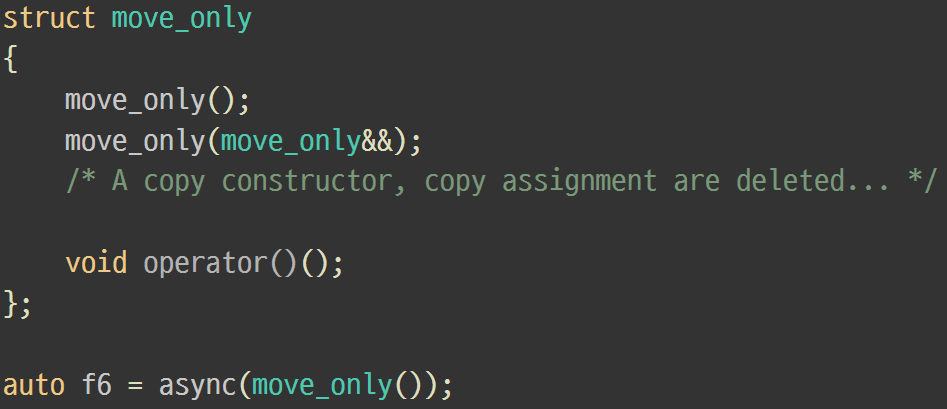 struct move_only
{
    move_only();
    move_only(move_only&&);
    /* A copy constructor, copy assignment are deleted... */

    void operator()();
};

auto f6 = async(move_only());